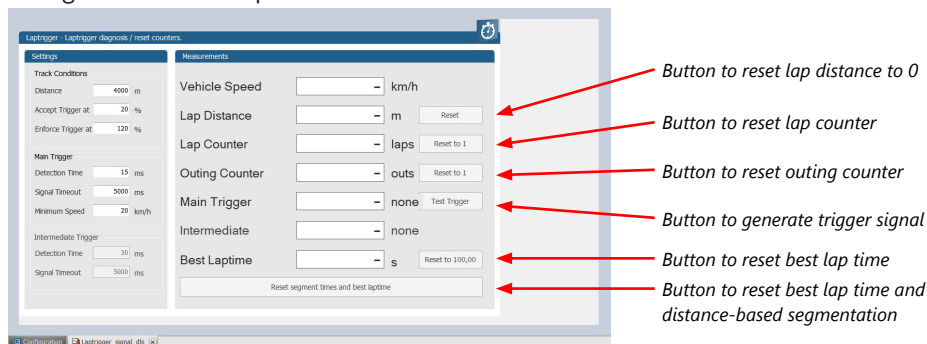 Laptrigger - Laptrigger diagnosis / reset counters.
Settings
Measurements
Track Conditions
Distance 4000 m
Accept Trigger at 20 %
Enforce Trigger at 120 %
Main Trigger
Detection Time 15 ms
Signal Timeout 5000 ms
Minimum Speed 20 km/h
Intermediate Trigger
Detection Time 30 ms
Signal Timeout 5000 ms
Vehicle Speed – km/h
Lap Distance – m Reset
Lap Counter – laps Reset to 1
Outing Counter – outs Reset to 1
Main Trigger – none Test Trigger
Intermediate – none
Best Laptime – s Reset to 100,00
Reset segment times and best laptime
Button to reset lap distance to 0
Button to reset lap counter
Button to reset outing counter
Button to generate trigger signal
Button to reset best lap time
Button to reset best lap time and
distance-based segmentation
Configuration Laptrigger_signal_dls